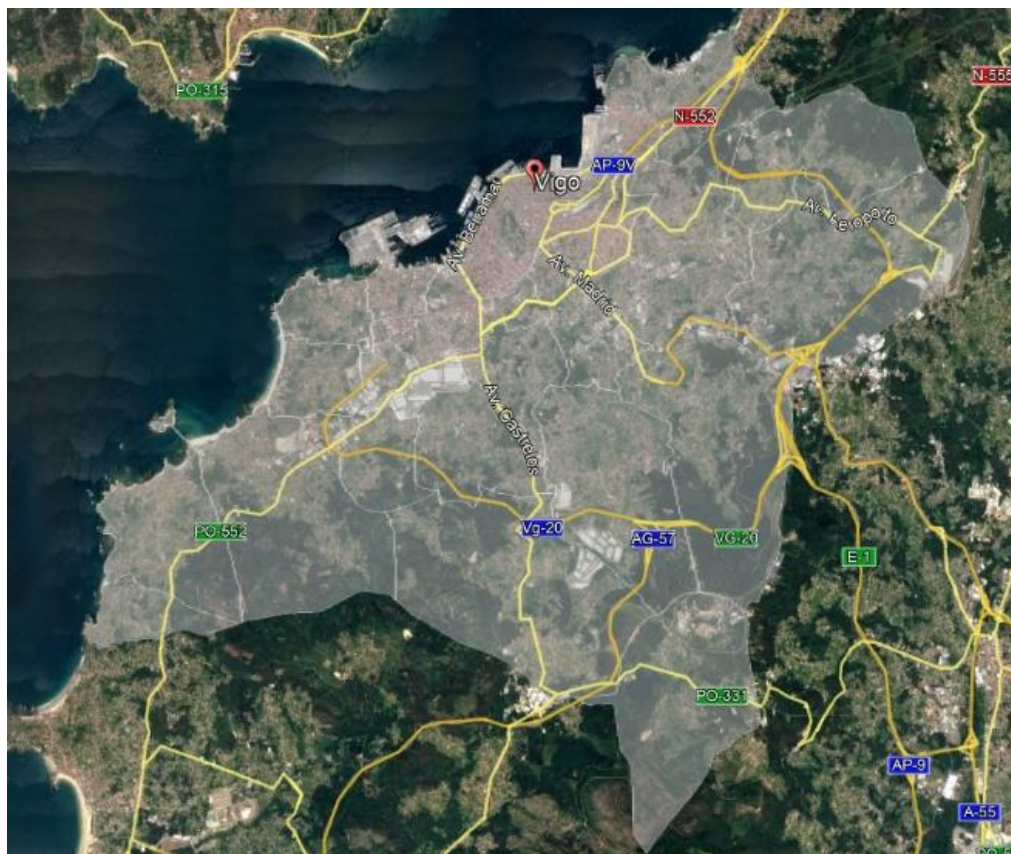 PO-315
N-555
N-552
AP-9V
Vigo
Av. Beiramar
Av. Aeroporto
Av. Madrid
Av. Castrelos
PO-552
Vg-20
AG-57
VG-20
E-1
PO-331
AP-9
A-55